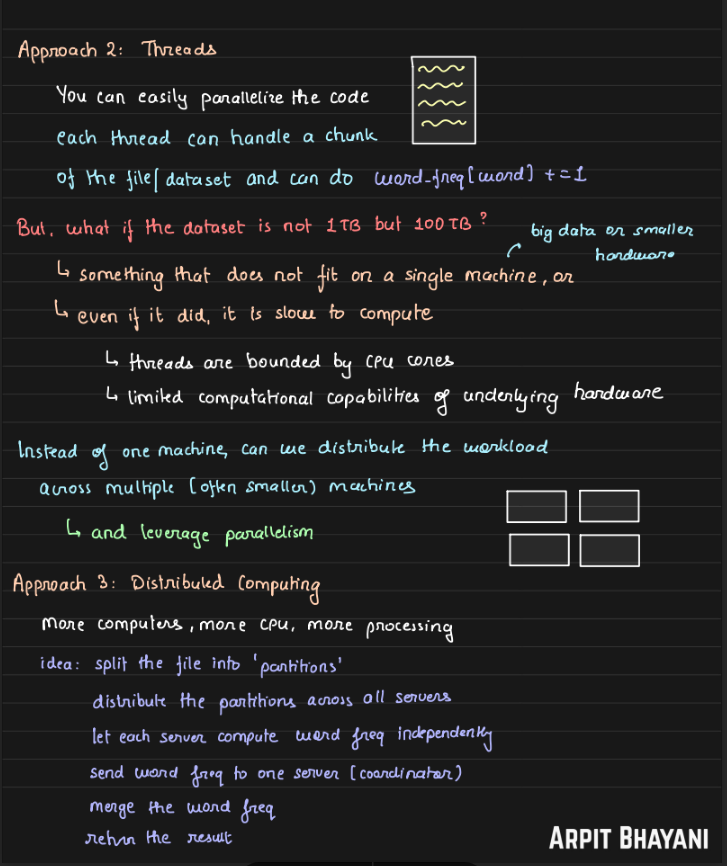 Approach 2: Threads
You can easily parallelize the code
each thread can handle a chunk
of the file/dataset and can do word-freq[word] += 1
But, what if the dataset is not 1TB but 100TB?
big data or smaller
hardware
↳ something that does not fit on a single machine, or
↳ even if it did, it is slow to compute
↳ threads are bounded by CPU cores
↳ limited computational capabilities of underlying hardware
Instead of one machine, can we distribute the workload
across multiple (often smaller) machines
↳ and leverage parallelism
Approach 3: Distributed Computing
More computers, more CPU, more processing
idea: split the file into 'partitions'
distribute the partitions across all servers
let each server compute word freq independently
send word freq to one server (coordinator)
merge the word freq
return the result
ARPIT BHAYANI